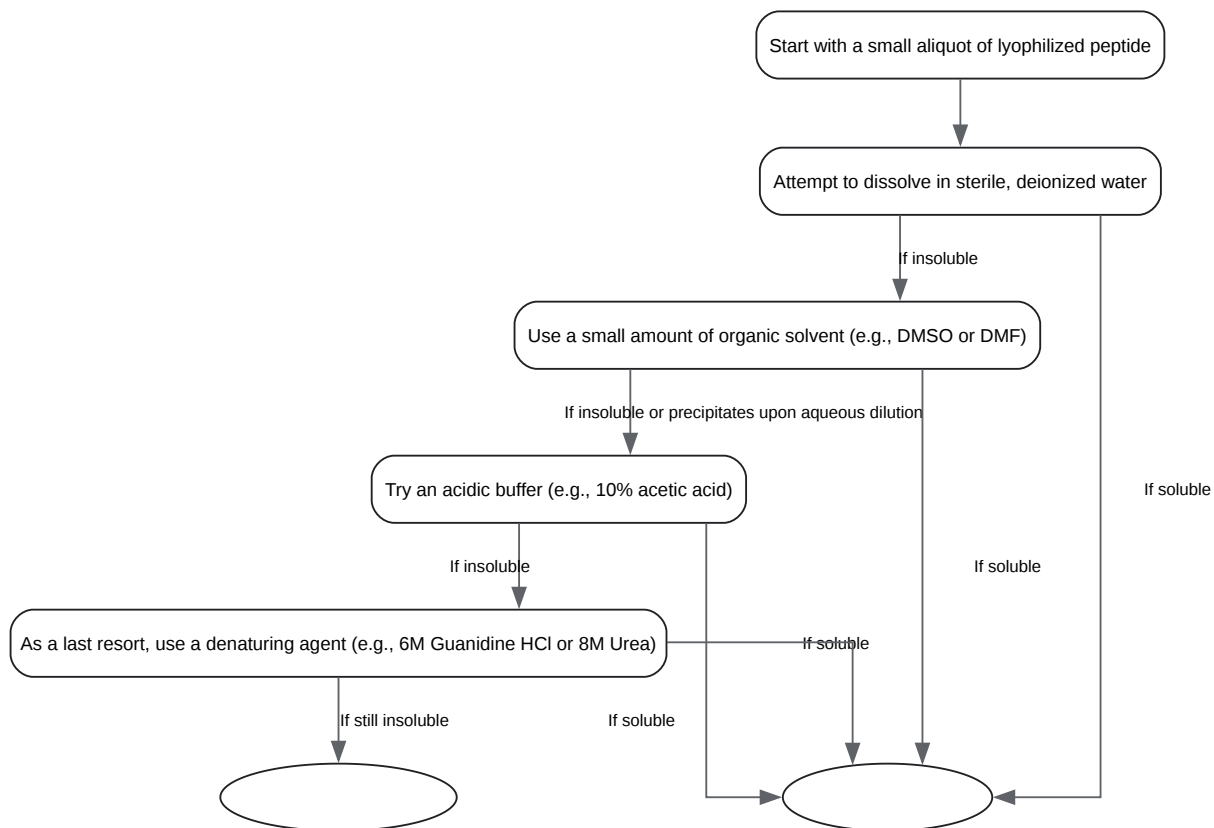 Start with a small aliquot of lyophilized peptide
Attempt to dissolve in sterile, deionized water
If insoluble
Use a small amount of organic solvent (e.g., DMSO or DMF)
If insoluble or precipitates upon aqueous dilution
Try an acidic buffer (e.g., 10% acetic acid)
If soluble
If insoluble
If soluble
As a last resort, use a denaturing agent (e.g., 6M Guanidine HCl or 8M Urea)
If soluble
If still insoluble
If soluble